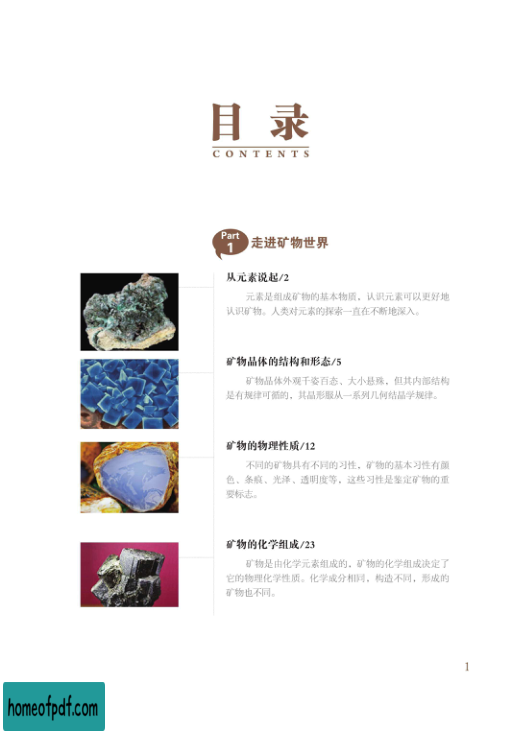 目 录
CONTENTS
Part
1
走进矿物世界
从元素说起/2
元素是组成矿物的基本物质，认识元素可以更好地
认识矿物。人类对元素的探索一直在不断地深入。
矿物晶体的结构和形态/5
矿物晶体外观千姿百态、大小悬殊，但其内部结构
是有规律可循的，其晶形服从一系列几何结晶学规律。
矿物的物理性质/12
不同的矿物具有不同的习性，矿物的基本习性有颜
色、条痕、光泽、透明度等，这些习性是鉴定矿物的重
要标志。
矿物的化学组成/23
矿物是由化学元素组成的，矿物的化学组成决定了
它的物理化学性质。化学成分相同，构造不同，形成的
矿物也不同。
1
homeofpdf.com